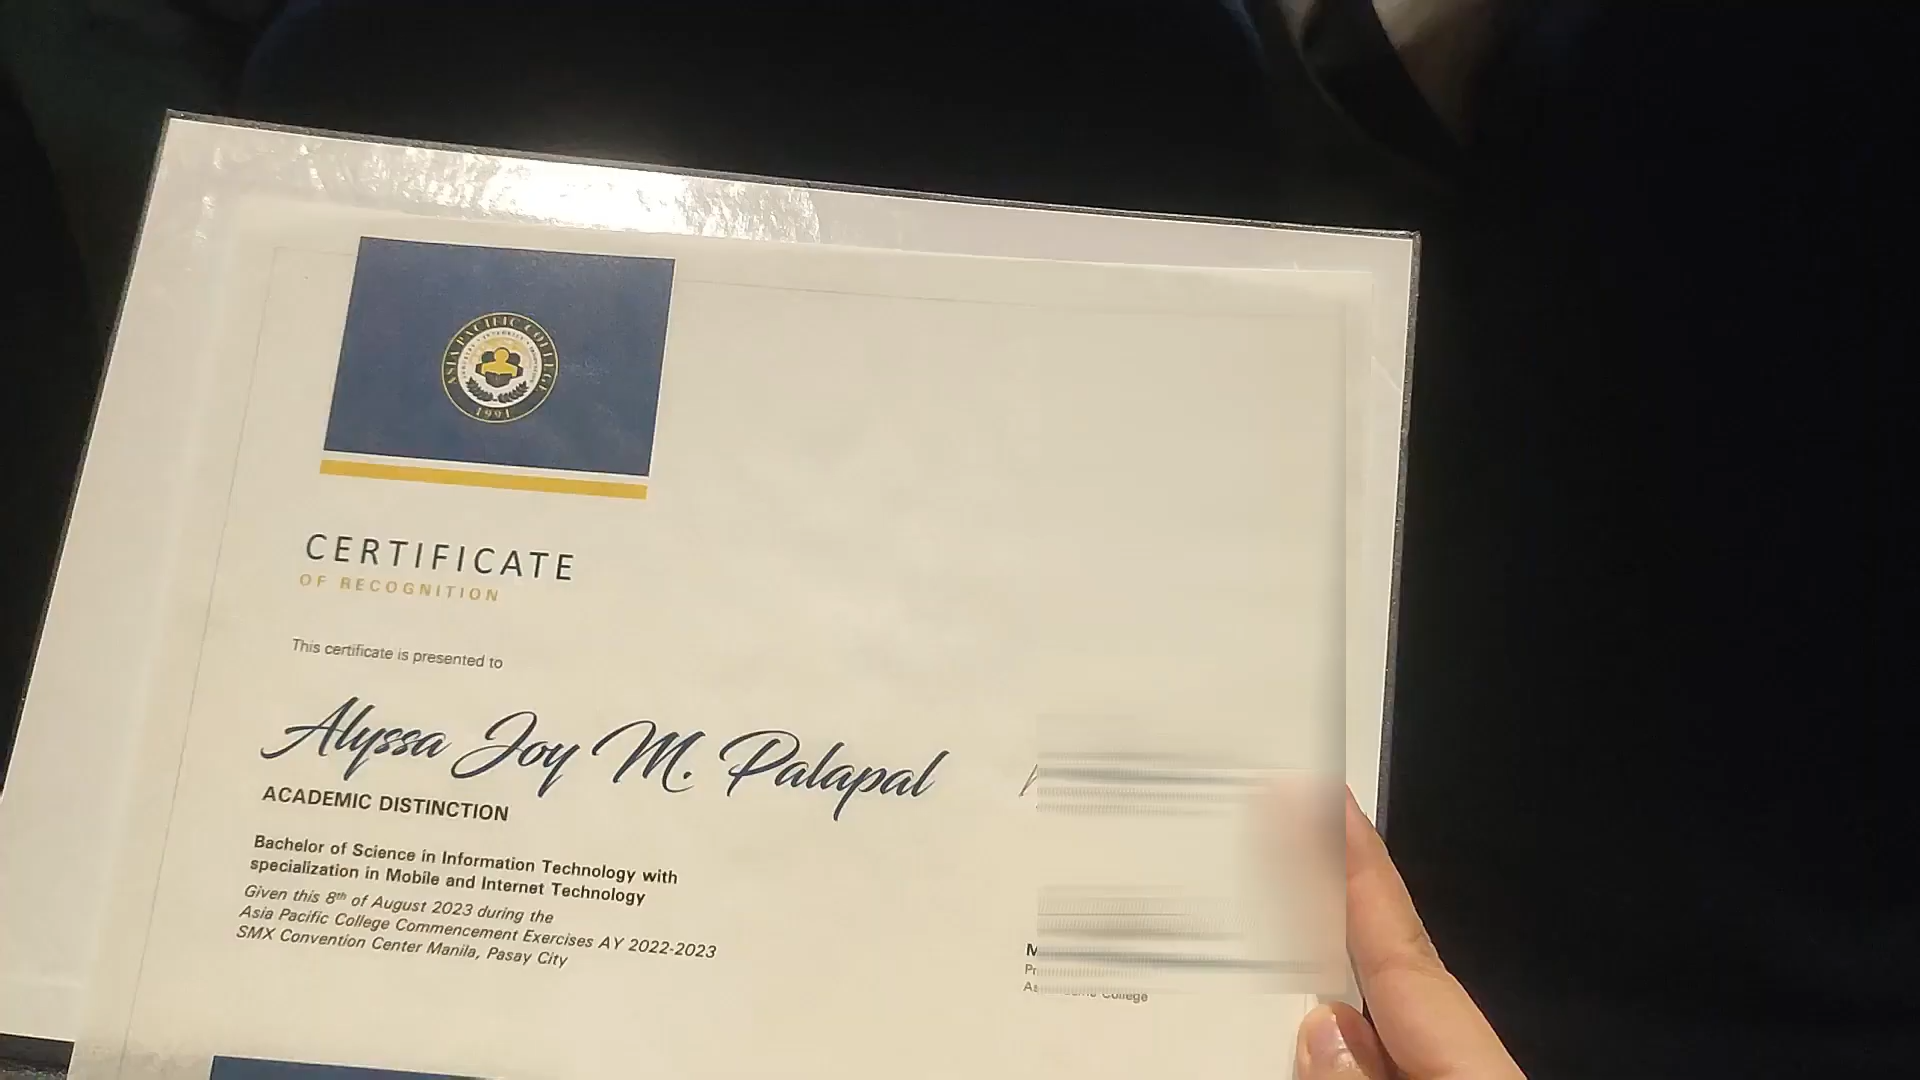 ASIA PACIFIC COLLEGE
1991
CERTIFICATE
OF RECOGNITION
This certificate is presented to
Alyssa Joy M. Palapal
ACADEMIC DISTINCTION
Bachelor of Science in Information Technology with
specialization in Mobile and Internet Technology
Given this 8th of August 2023 during the
Asia Pacific College Commencement Exercises AY 2022-2023
SMX Convention Center Manila, Pasay City
College